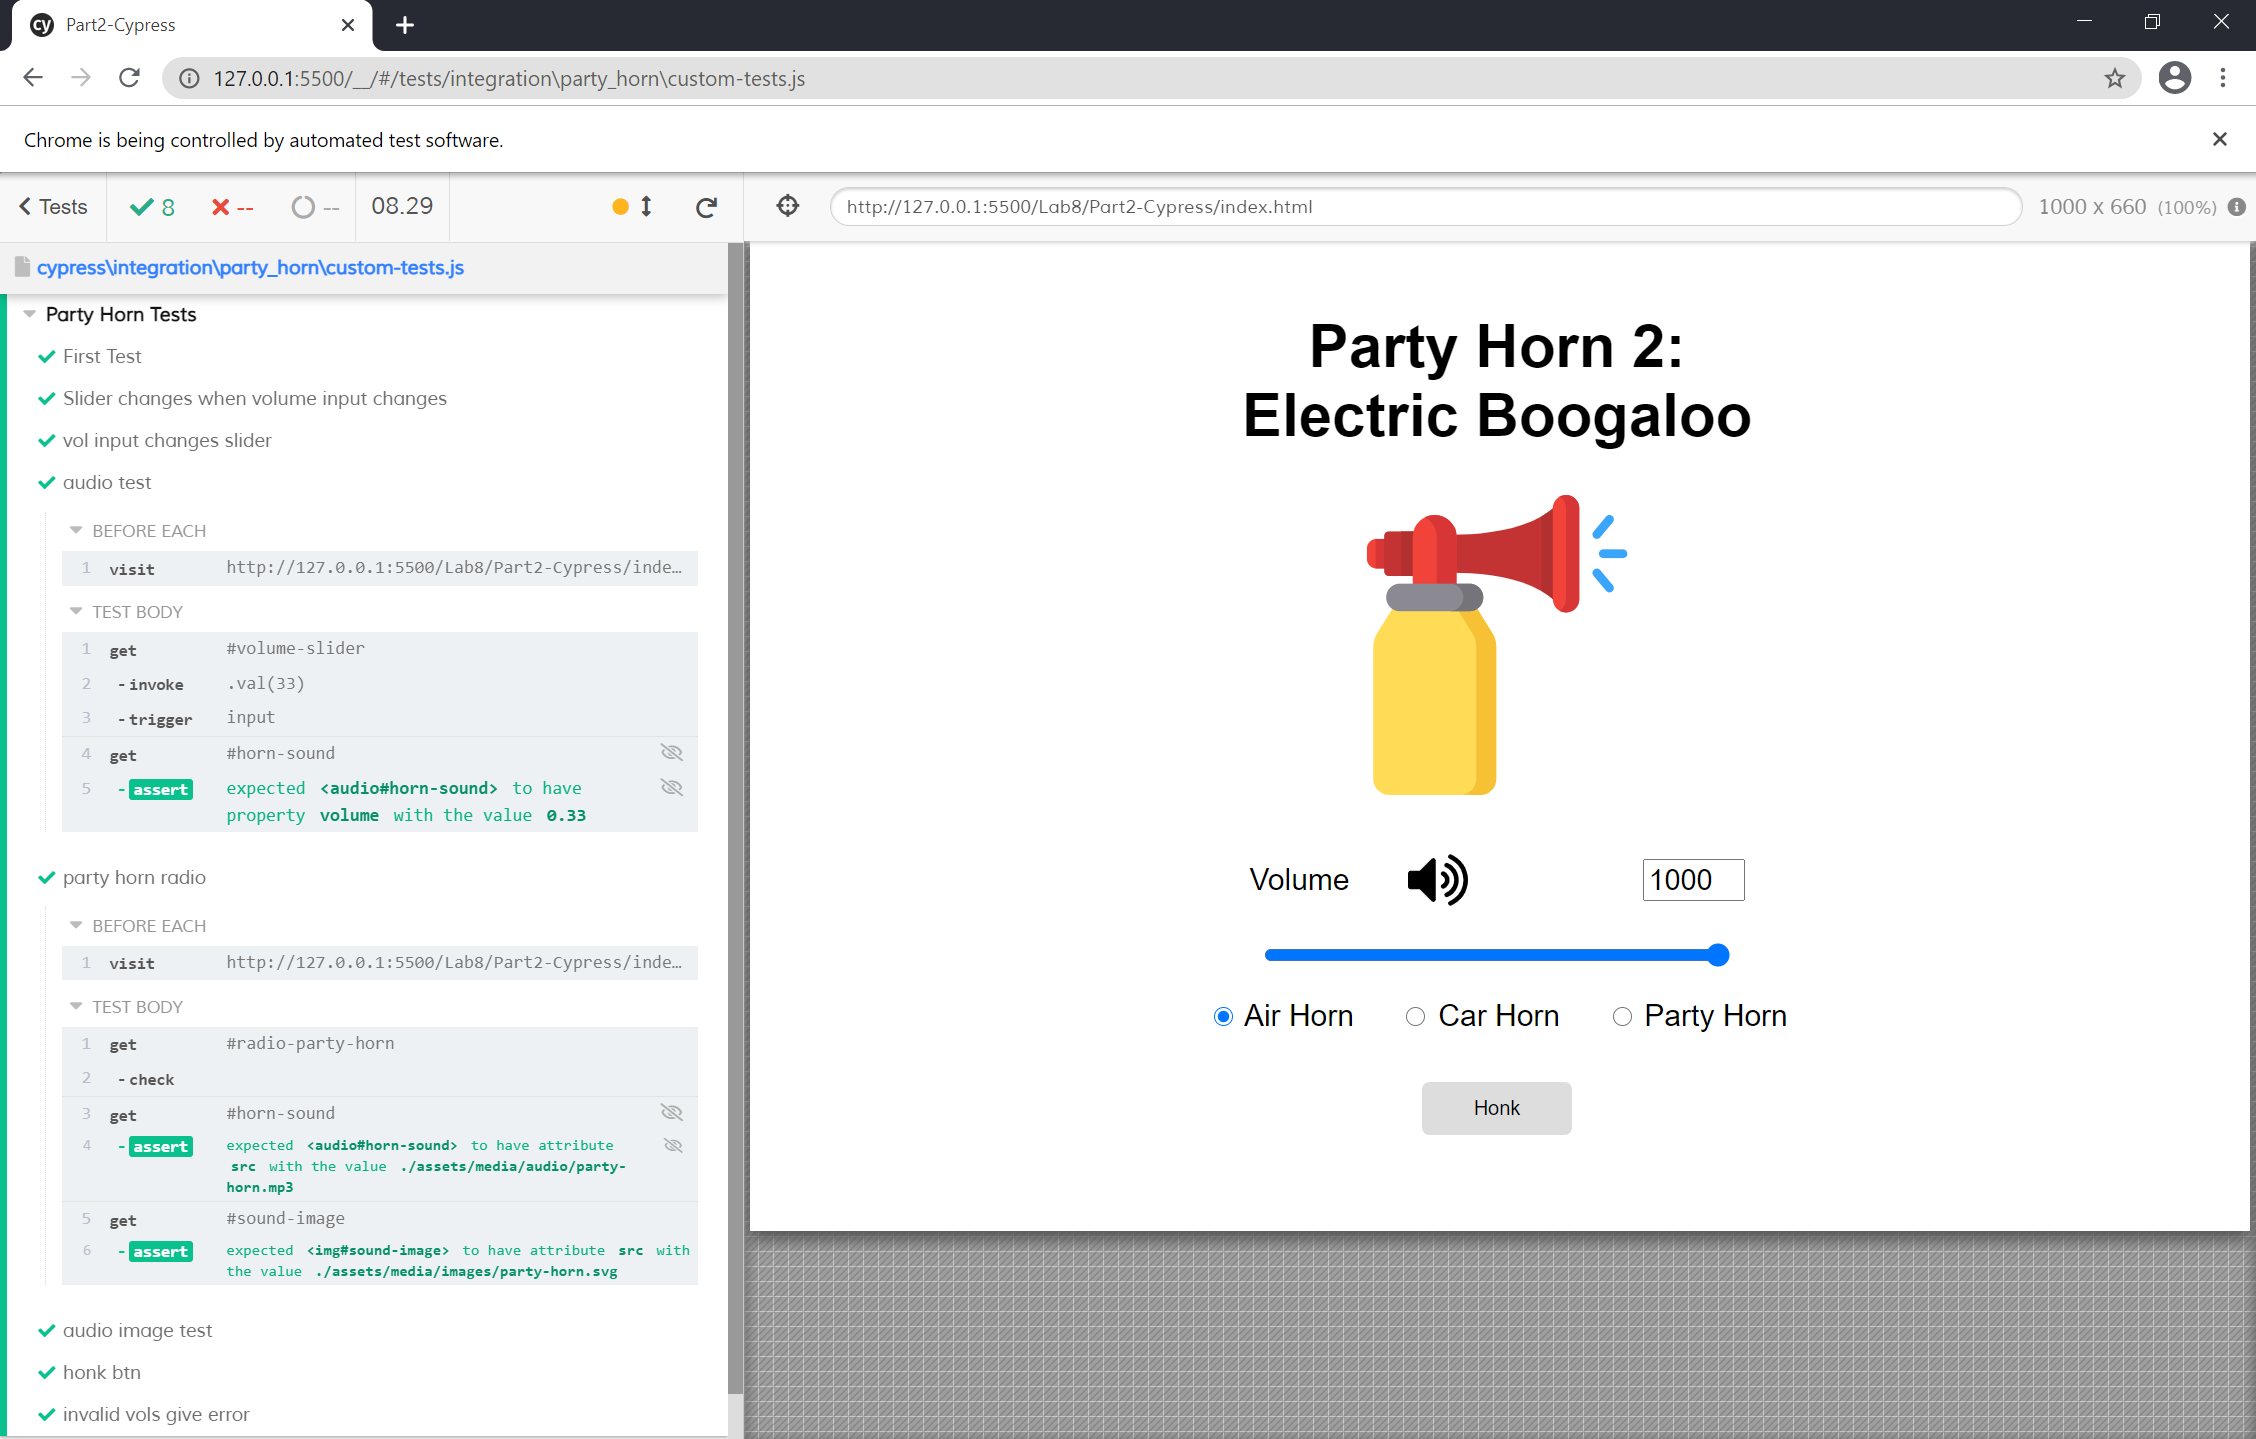 cy Part2-Cypress
127.0.0.1:5500/__/#/tests/integration\party_horn\custom-tests.js
Chrome is being controlled by automated test software.
Tests 8 -- -- 08.29
http://127.0.0.1:5500/Lab8/Part2-Cypress/index.html 1000 x 660 (100%)
cypress\integration\party_horn\custom-tests.js
Party Horn Tests
First Test
Slider changes when volume input changes
vol input changes slider
audio test
BEFORE EACH
1 visit http://127.0.0.1:5500/Lab8/Part2-Cypress/inde…
TEST BODY
1 get #volume-slider
2 -invoke .val(33)
3 -trigger input
4 get #horn-sound
5 -assert expected <audio#horn-sound> to have
property volume with the value 0.33
party horn radio
BEFORE EACH
1 visit http://127.0.0.1:5500/Lab8/Part2-Cypress/inde…
TEST BODY
1 get #radio-party-horn
2 -check
3 get #horn-sound
4 -assert expected <audio#horn-sound> to have attribute
src with the value ./assets/media/audio/party-
horn.mp3
5 get #sound-image
6 -assert expected <img#sound-image> to have attribute src with
the value ./assets/media/images/party-horn.svg
audio image test
honk btn
invalid vols give error
Party Horn 2:
Electric Boogaloo
Volume 1000
Air Horn Car Horn Party Horn
Honk